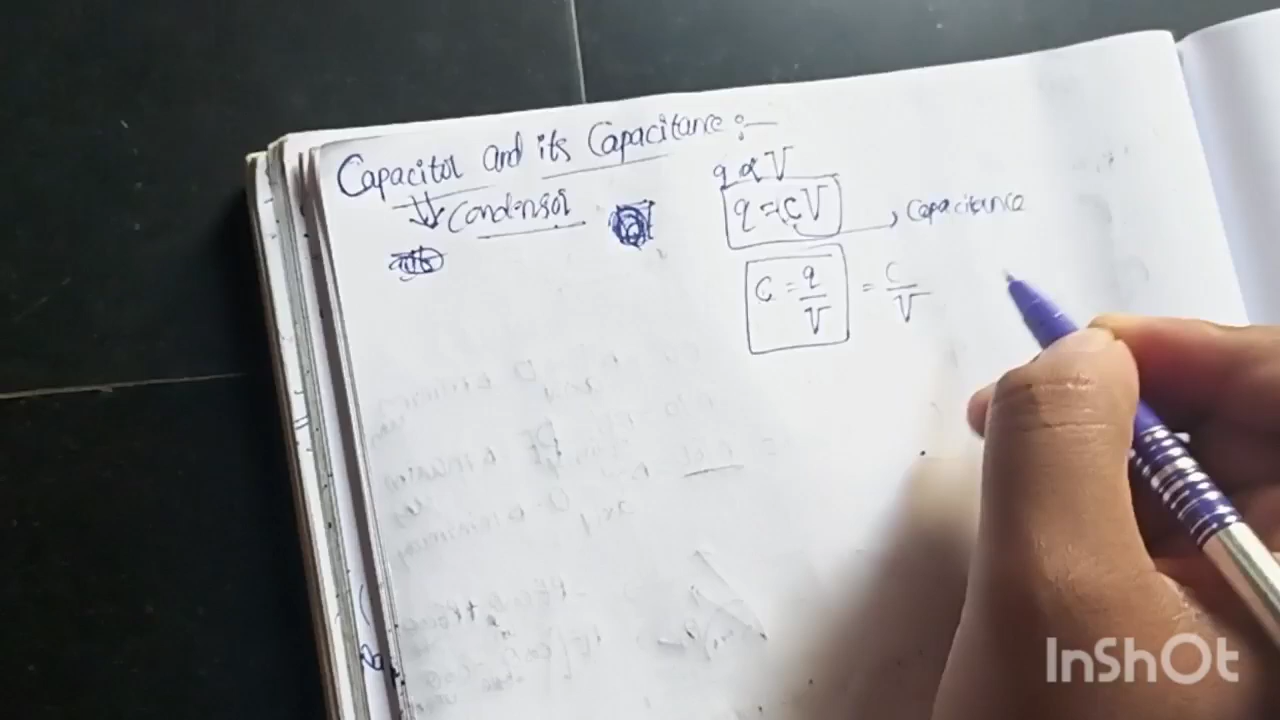 Capacitor and its Capacitance :-
Condensor
q ∝ V
q = CV
Capacitance
C = q/V = C/V
InShOt